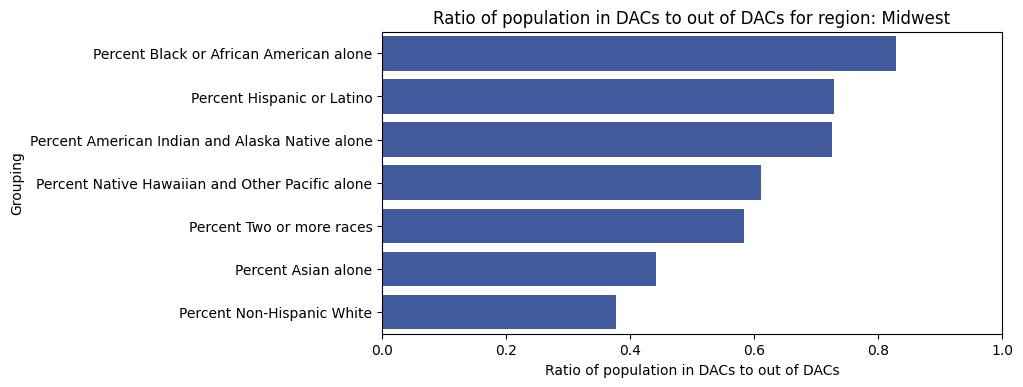 Ratio of population in DACs to out of DACs for region: Midwest
Grouping
Percent Black or African American alone
Percent Hispanic or Latino
Percent American Indian and Alaska Native alone
Percent Native Hawaiian and Other Pacific alone
Percent Two or more races
Percent Asian alone
Percent Non-Hispanic White
0.0 0.2 0.4 0.6 0.8 1.0
Ratio of population in DACs to out of DACs